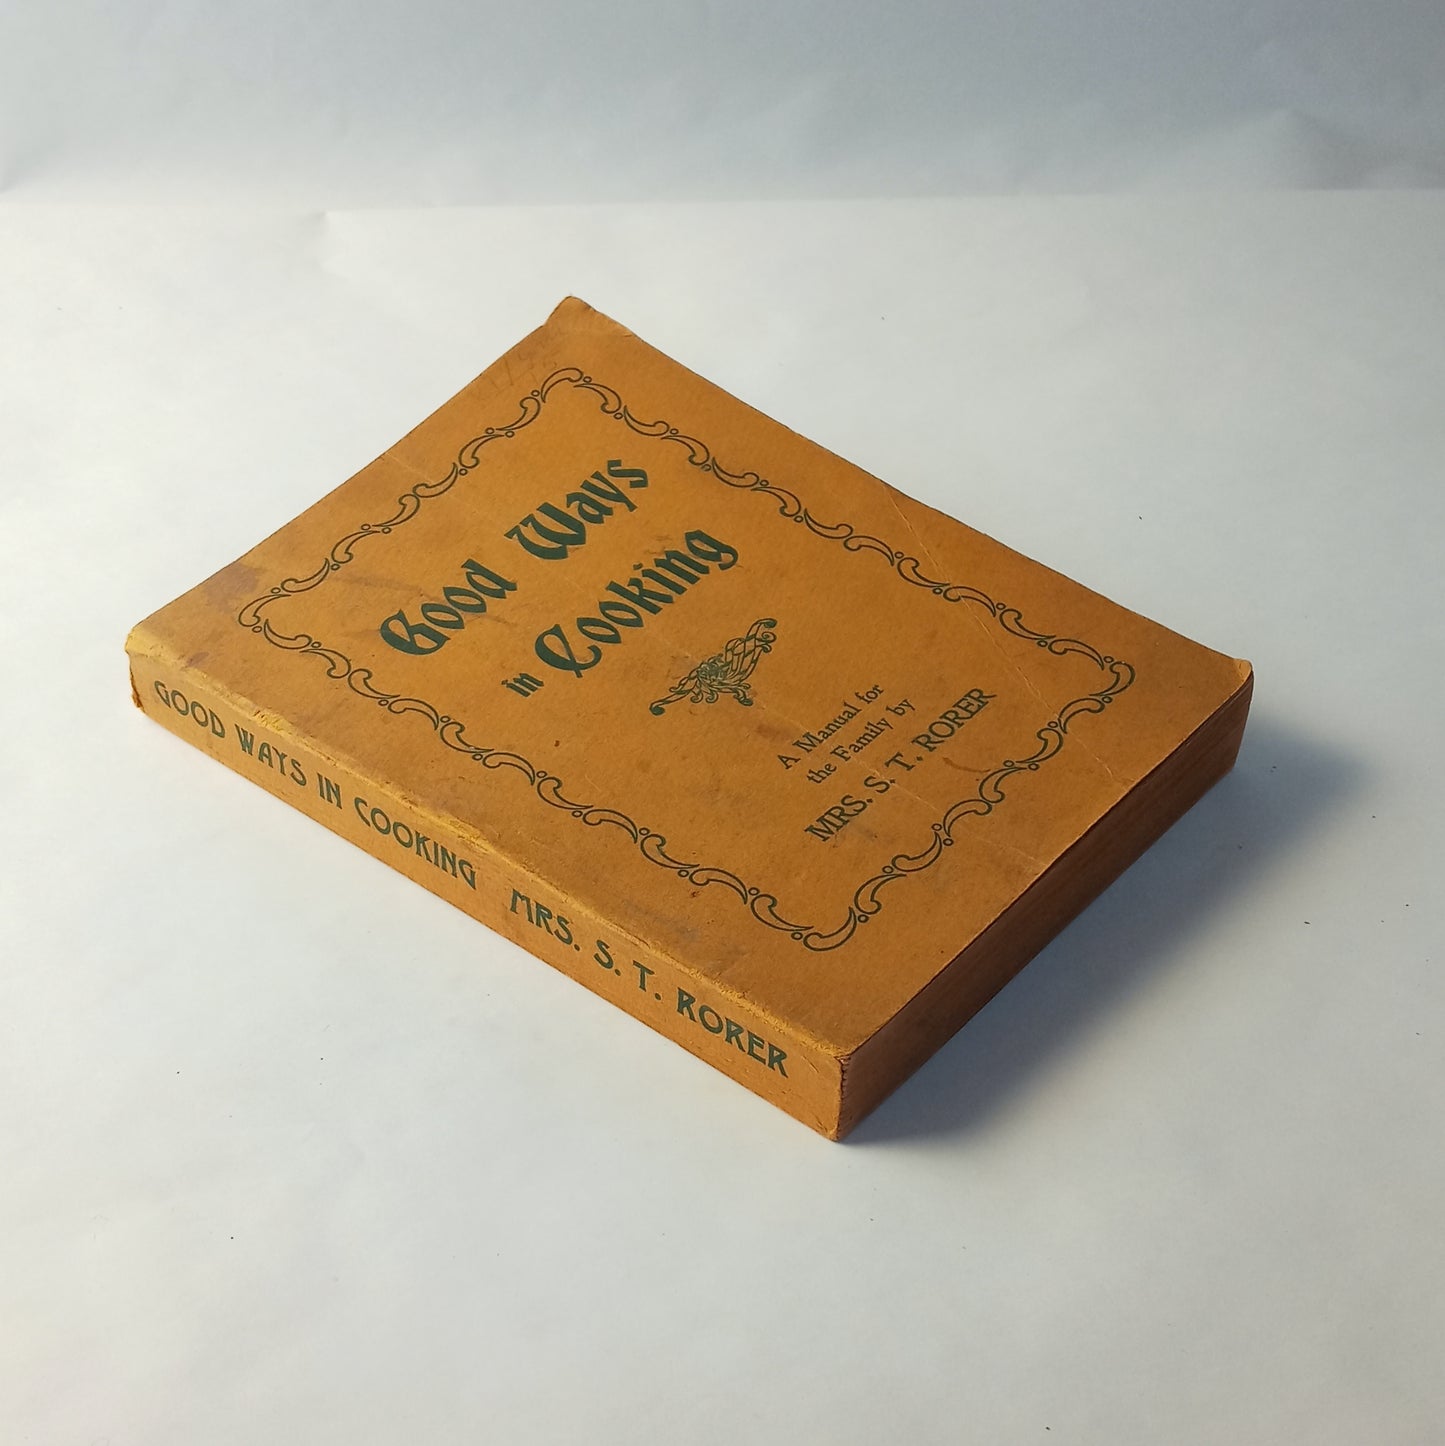 Good Ways
in Cooking
A Manual for
the Family by
MRS. S. T. RORER
GOOD WAYS IN COOKING MRS. S. T. RORER